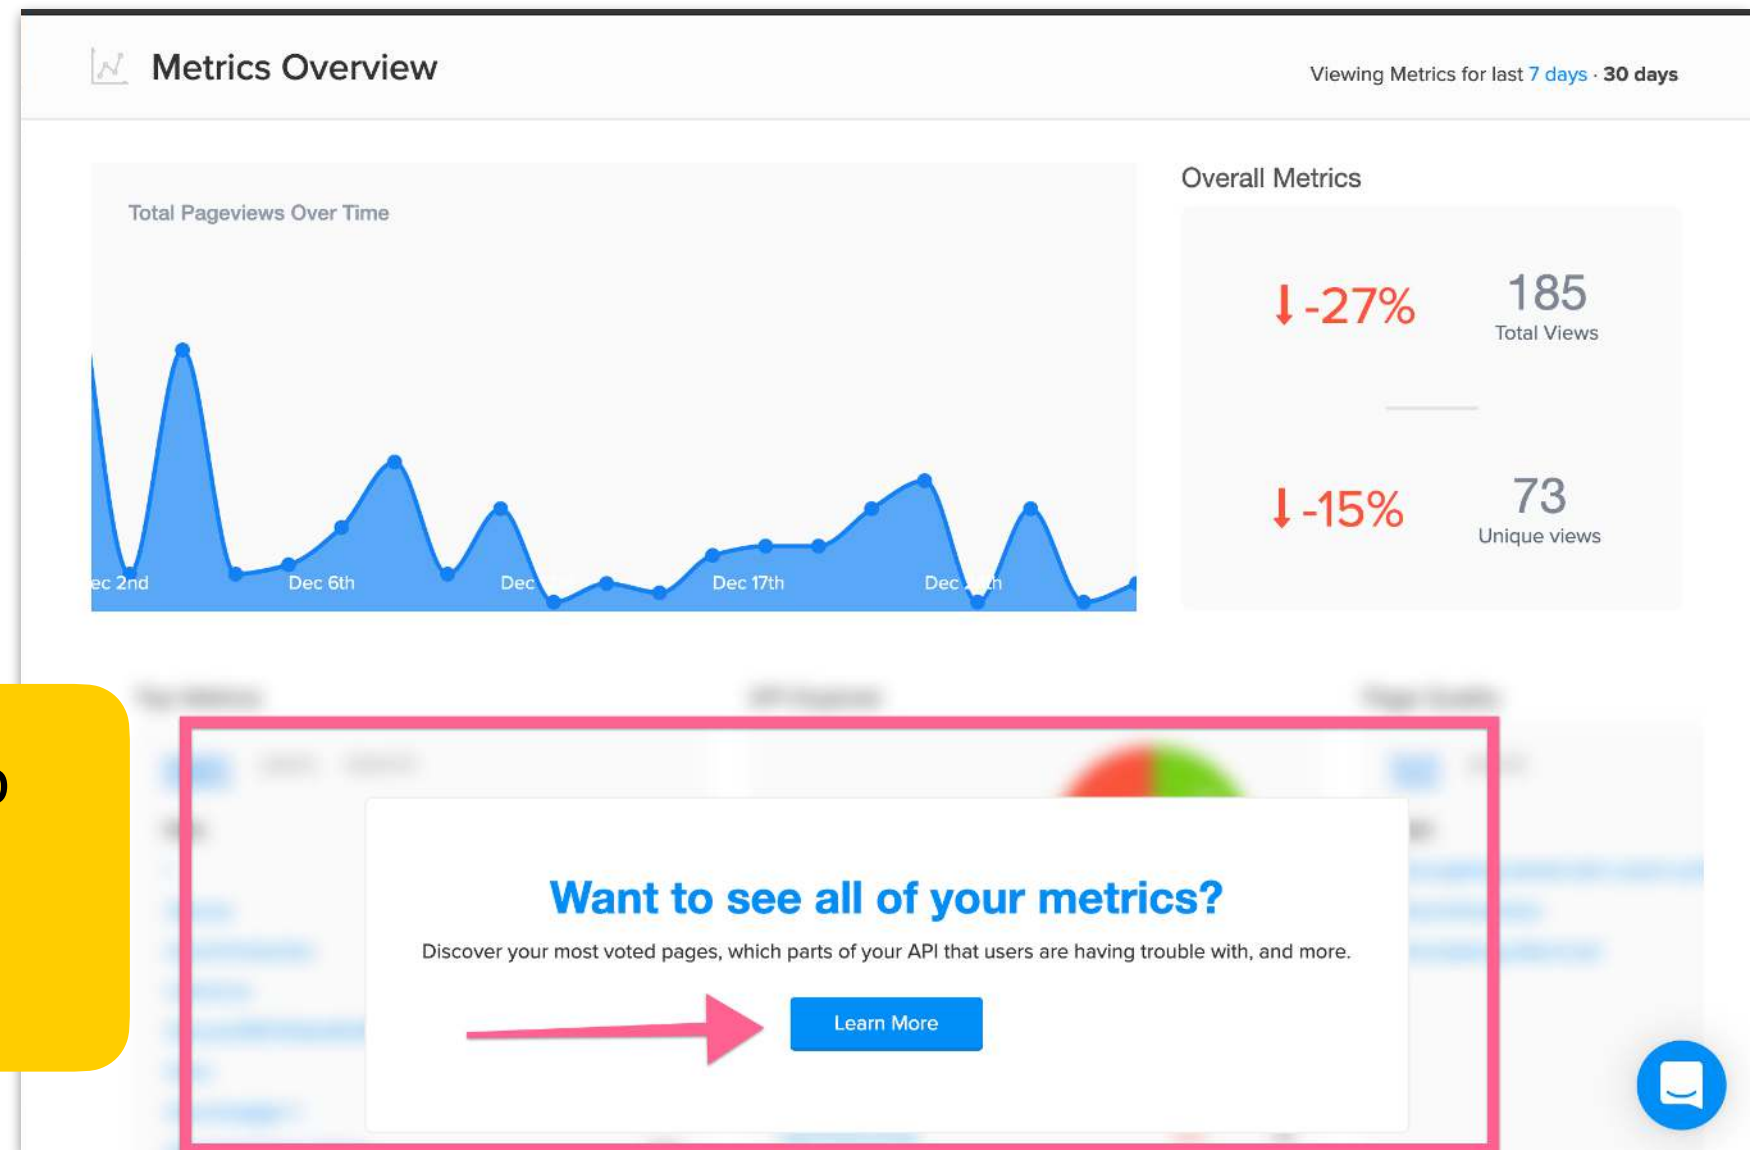 Metrics Overview
Viewing Metrics for last 7 days · 30 days
Total Pageviews Over Time
Overall Metrics
-27%
185
Total Views
-15%
73
Unique views
ec 2nd
Dec 6th
Dec
Dec 17th
Dec
Want to see all of your metrics?
Discover your most voted pages, which parts of your API that users are having trouble with, and more.
Learn More